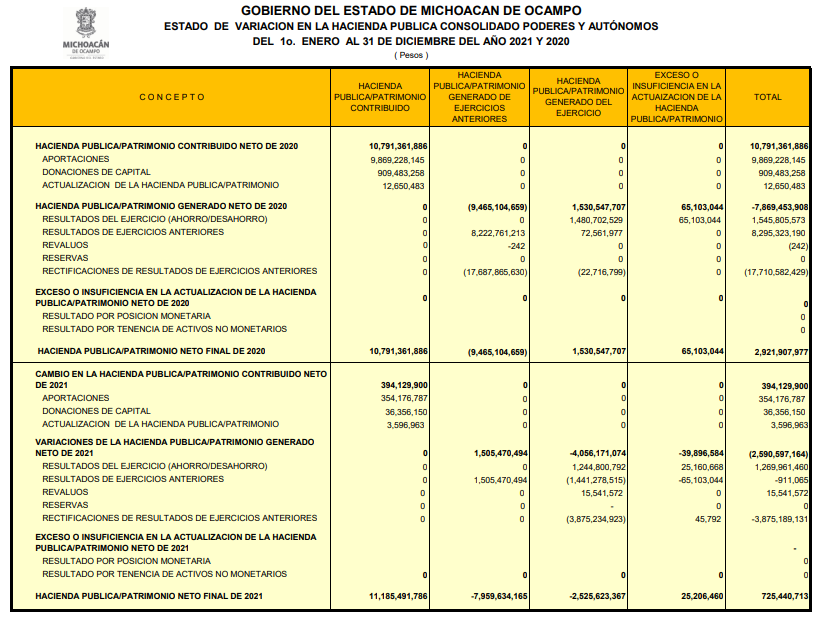 GOBIERNO DEL ESTADO DE MICHOACAN DE OCAMPO
ESTADO DE VARIACION EN LA HACIENDA PUBLICA CONSOLIDADO PODERES Y AUTÓNOMOS
DEL 1o. ENERO AL 31 DE DICIEMBRE DEL AÑO 2021 Y 2020
( Pesos )
MICHOACÁN
DE OCAMPO
CONCEPTO
HACIENDA PUBLICA/PATRIMONIO CONTRIBUIDO
HACIENDA PUBLICA/PATRIMONIO GENERADO DE EJERCICIOS ANTERIORES
HACIENDA PUBLICA/PATRIMONIO GENERADO DEL EJERCICIO
EXCESO O INSUFICIENCIA EN LA ACTUAIZACION DE LA HACIENDA PUBLICA/PATRIMONIO
TOTAL
HACIENDA PUBLICA/PATRIMONIO CONTRIBUIDO NETO DE 2020 10,791,361,886 0 0 0 10,791,361,886
APORTACIONES 9,869,228,145 0 0 0 9,869,228,145
DONACIONES DE CAPITAL 909,483,258 0 0 0 909,483,258
ACTUALIZACION DE LA HACIENDA PUBLICA/PATRIMONIO 12,650,483 0 0 0 12,650,483
HACIENDA PUBLICA/PATRIMONIO GENERADO NETO DE 2020 0 (9,465,104,659) 1,530,547,707 65,103,044 -7,869,453,908
RESULTADOS DEL EJERCICIO (AHORRO/DESAHORRO) 0 0 1,480,702,529 65,103,044 1,545,805,573
RESULTADOS DE EJERCICIOS ANTERIORES 0 8,222,761,213 72,561,977 0 8,295,323,190
REVALUOS 0 -242 0 0 (242)
RESERVAS 0 0 0 0 0
RECTIFICACIONES DE RESULTADOS DE EJERCICIOS ANTERIORES 0 (17,687,865,630) (22,716,799) 0 (17,710,582,429)
EXCESO O INSUFICIENCIA EN LA ACTUALIZACION DE LA HACIENDA
PUBLICA/PATRIMONIO NETO DE 2020 0 0 0 0 0
RESULTADO POR POSICION MONETARIA 0
RESULTADO POR TENENCIA DE ACTIVOS NO MONETARIOS 0
HACIENDA PUBLICA/PATRIMONIO NETO FINAL DE 2020 10,791,361,886 (9,465,104,659) 1,530,547,707 65,103,044 2,921,907,977
CAMBIO EN LA HACIENDA PUBLICA/PATRIMONIO CONTRIBUIDO NETO
DE 2021 394,129,900 0 0 0 394,129,900
APORTACIONES 354,176,787 0 0 0 354,176,787
DONACIONES DE CAPITAL 36,356,150 0 0 0 36,356,150
ACTUALIZACION DE LA HACIENDA PUBLICA/PATRIMONIO 3,596,963 0 0 0 3,596,963
VARIACIONES DE LA HACIENDA PUBLICA/PATRIMONIO GENERADO
NETO DE 2021 0 1,505,470,494 -4,056,171,074 -39,896,584 (2,590,597,164)
RESULTADOS DEL EJERCICIO (AHORRO/DESAHORRO) 0 0 1,244,800,792 25,160,668 1,269,961,460
RESULTADOS DE EJERCICIOS ANTERIORES 0 1,505,470,494 (1,441,278,515) -65,103,044 -911,065
REVALUOS 0 0 15,541,572 0 15,541,572
RESERVAS 0 0 - 0 0
RECTIFICACIONES DE RESULTADOS DE EJERCICIOS ANTERIORES 0 0 (3,875,234,923) 45,792 -3,875,189,131
EXCESO O INSUFICIENCIA EN LA ACTUALIZACION DE LA HACIENDA
PUBLICA/PATRIMONIO NETO DE 2021 -
RESULTADO POR POSICION MONETARIA 0
RESULTADO POR TENENCIA DE ACTIVOS NO MONETARIOS 0 0 0 0 0
HACIENDA PUBLICA/PATRIMONIO NETO FINAL DE 2021 11,185,491,786 -7,959,634,165 -2,525,623,367 25,206,460 725,440,713